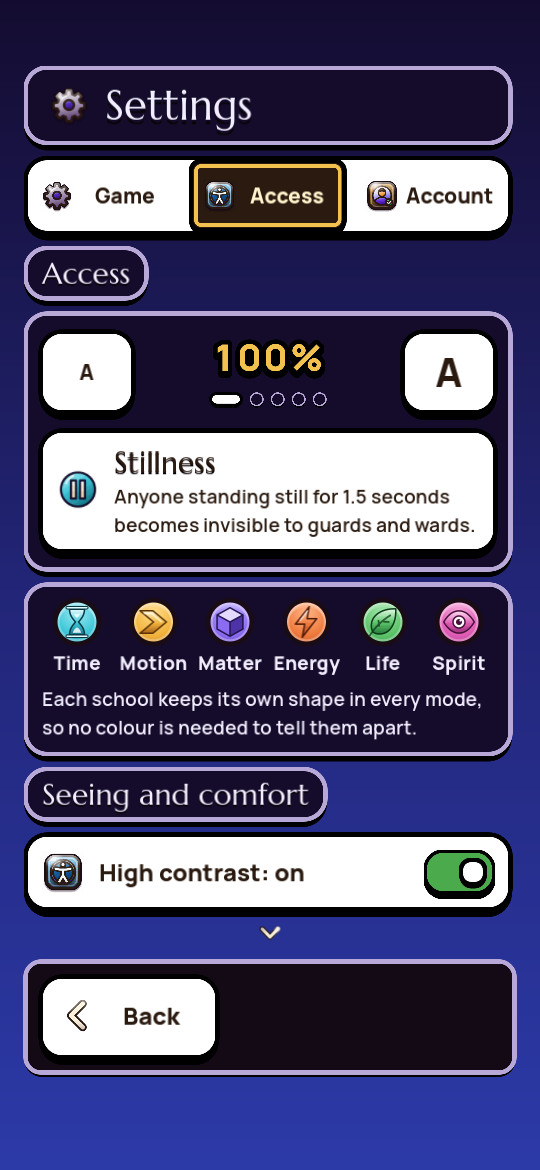 Settings
Game
Access
Account
Access
A
100%
A
Stillness
Anyone standing still for 1.5 seconds
becomes invisible to guards and wards.
Time
Motion
Matter
Energy
Life
Spirit
Each school keeps its own shape in every mode,
so no colour is needed to tell them apart.
Seeing and comfort
High contrast: on
Back